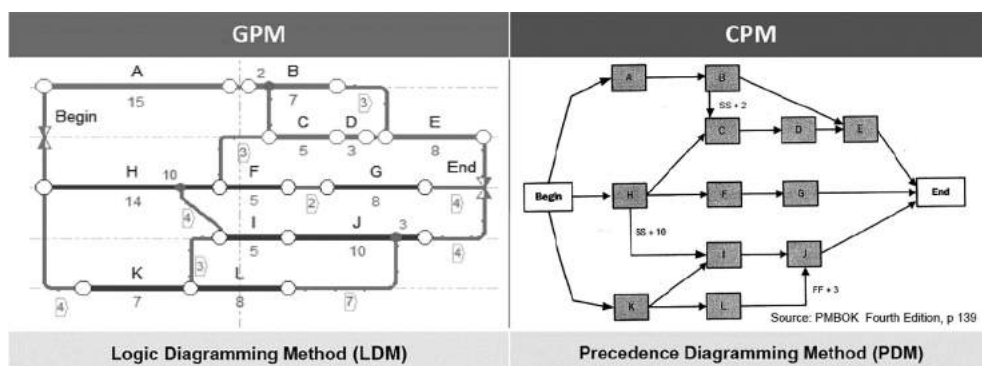 GPM
CPM
A
2
B
15
7
3
Begin
C
D
E
3
5
3
8
H
10
F
G
End
14
5
2
8
4
4
I
J
3
5
10
4
3
K
L
4
7
8
7
A
B
SS + 2
C
D
E
Begin
H
F
G
End
SS + 10
I
J
FF + 3
K
L
Source: PMBOK Fourth Edition, p 139
Logic Diagramming Method (LDM)
Precedence Diagramming Method (PDM)